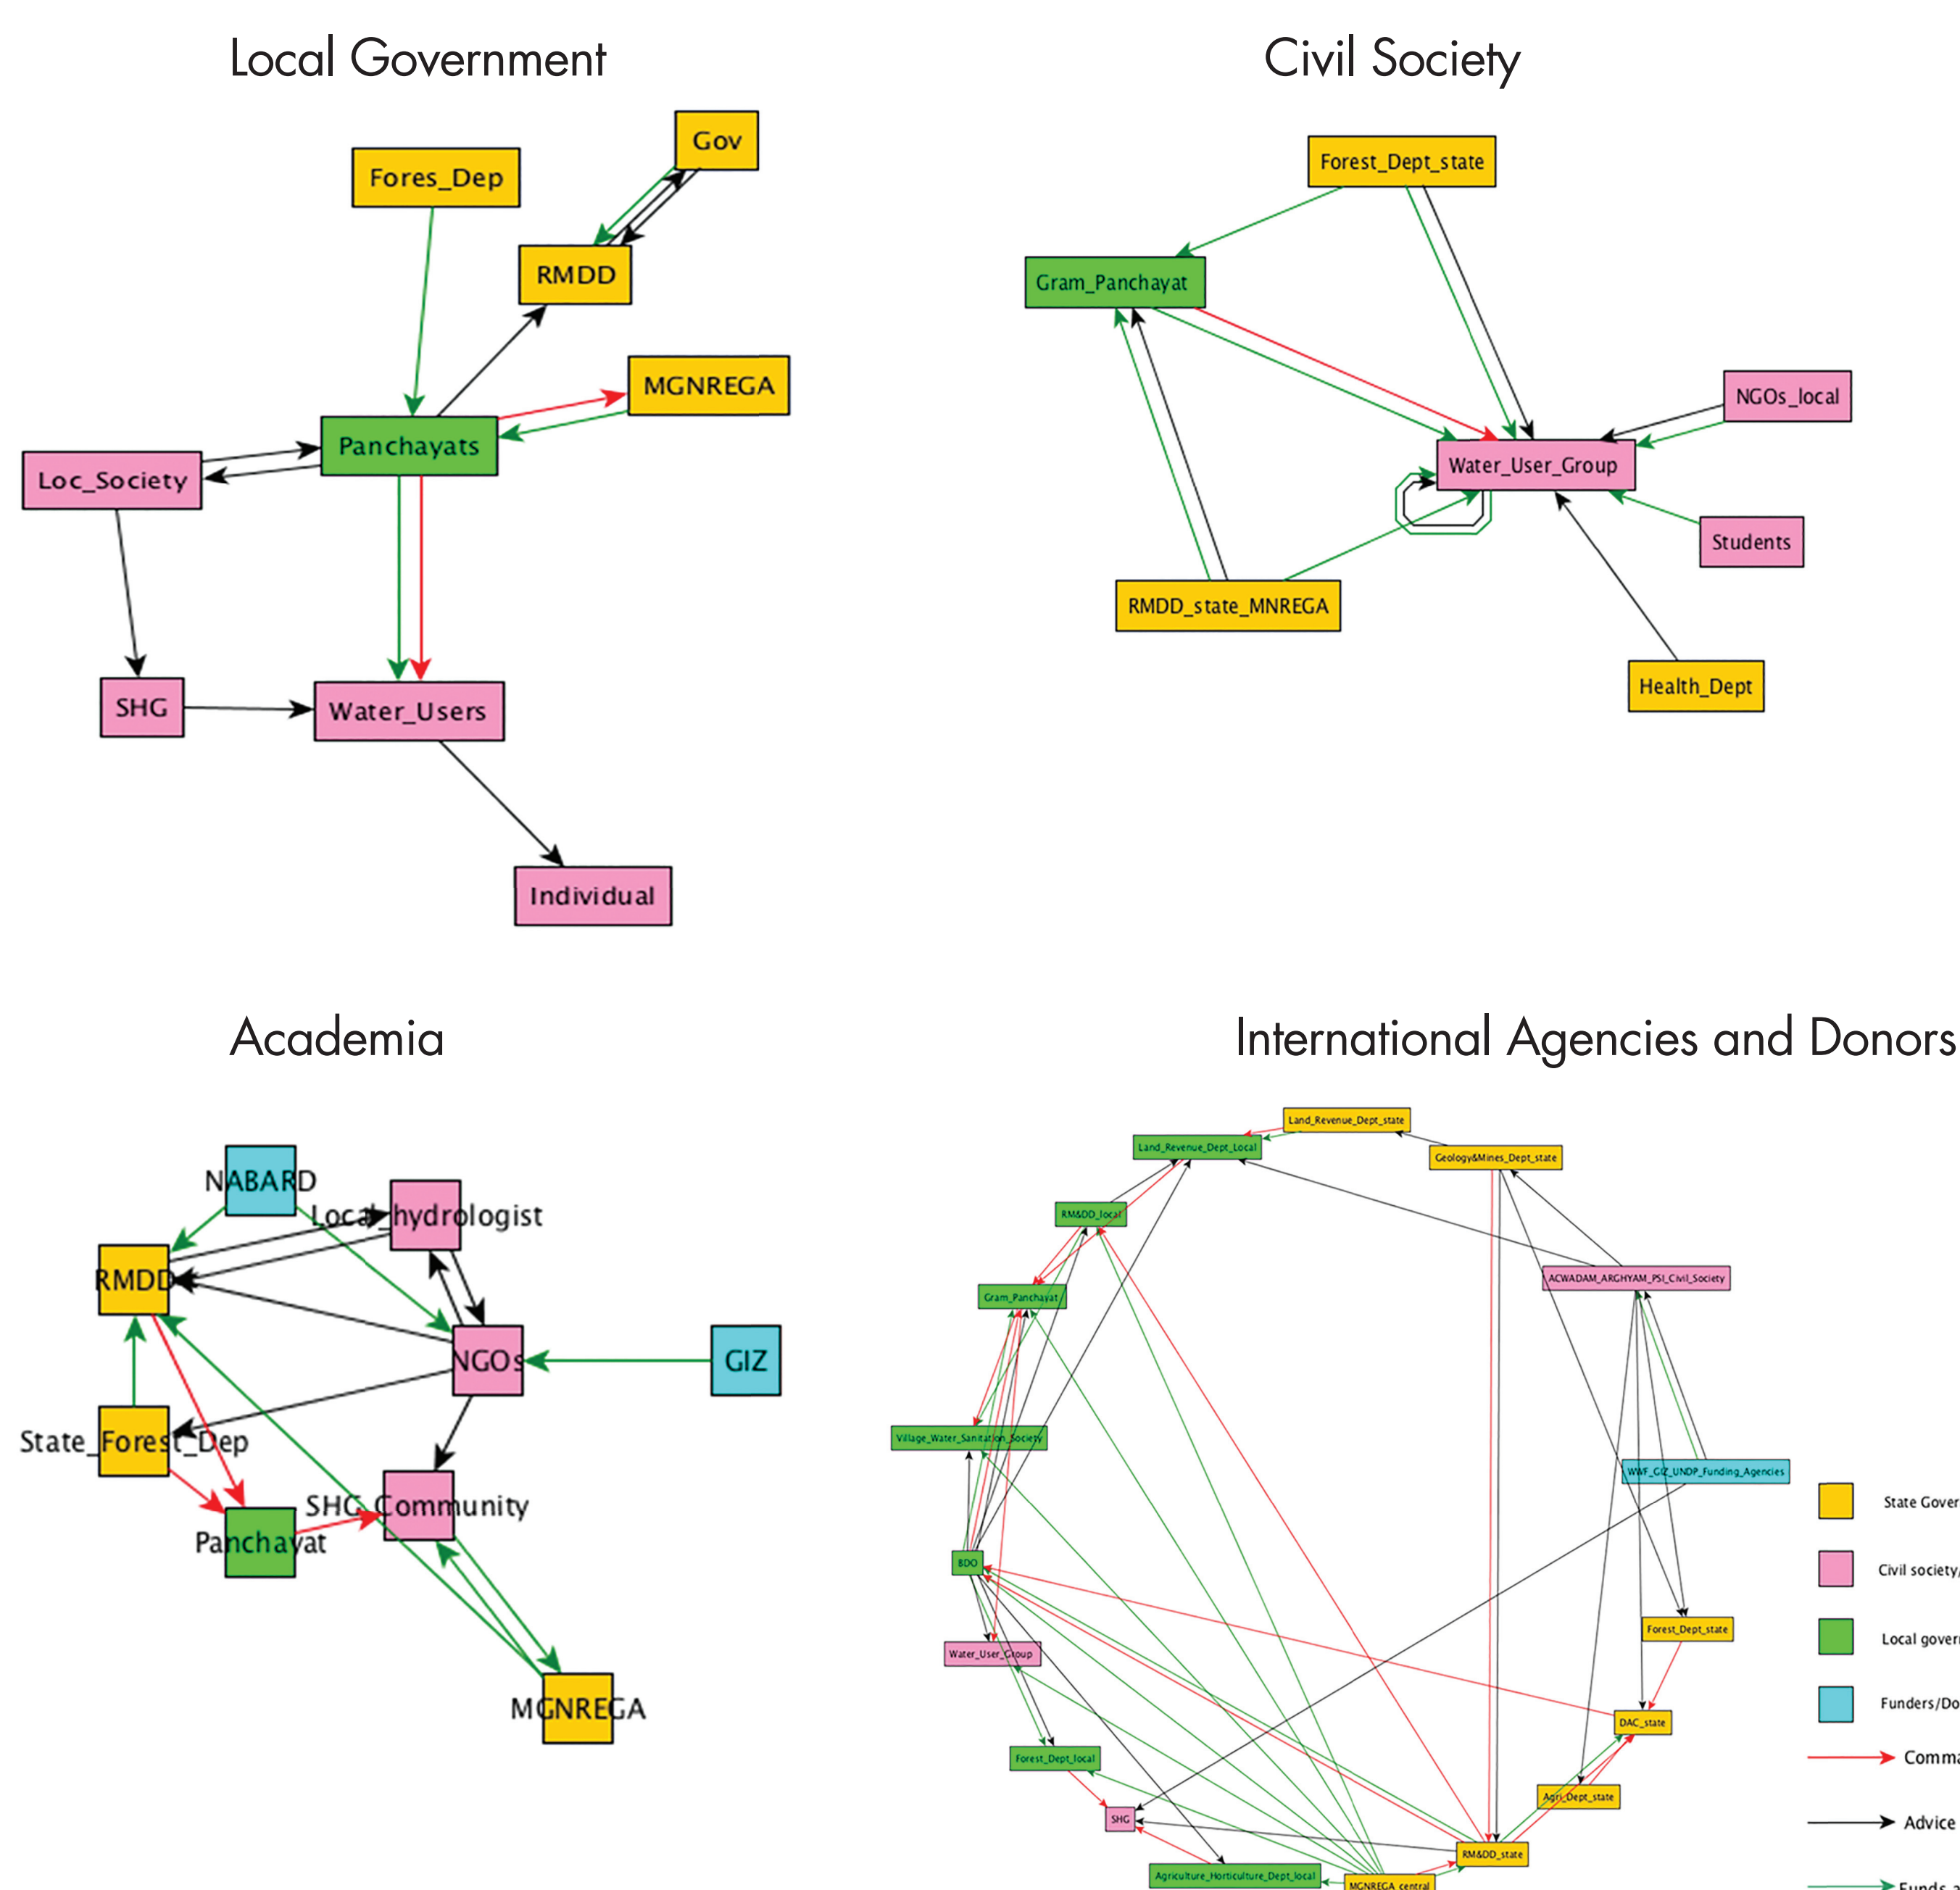 Local Government
Gov
Fores_Dep
RMDD
MGNREGA
Panchayats
Loc_Society
SHG
Water_Users
Individual
Civil Society
Forest_Dept_state
Gram_Panchayat
NGOs_local
Water_User_Group
Students
RMDD_state_MNREGA
Health_Dept
Academia
NABARD
Local_hydrologist
RMDD
NGOs
GIZ
State_Forest_Dep
SHG_Community
Panchayat
MGNREGA
International Agencies and Donors
Land_Revenue_Dept_state
Land_Revenue_Dept_Local
Geology&Mines_Dept_state
RM&DD_local
ACWADAM_ARGHYAM_PSI_Civil_Society
Gram_Panchayat
Village_Water_Sanitation_Society
WWF_GIZ_UNDP_Funding_Agencies
BDO
Forest_Dept_state
Water_User_Group
DAC_state
Forest_Dept_local
Agri_Dept_state
SHG
RM&DD_state
Agriculture_Horticulture_Dept_local
MGNREGA_central
State Gover
Civil society/
Local gover
Funders/Do
Comma
Advice
Funds a